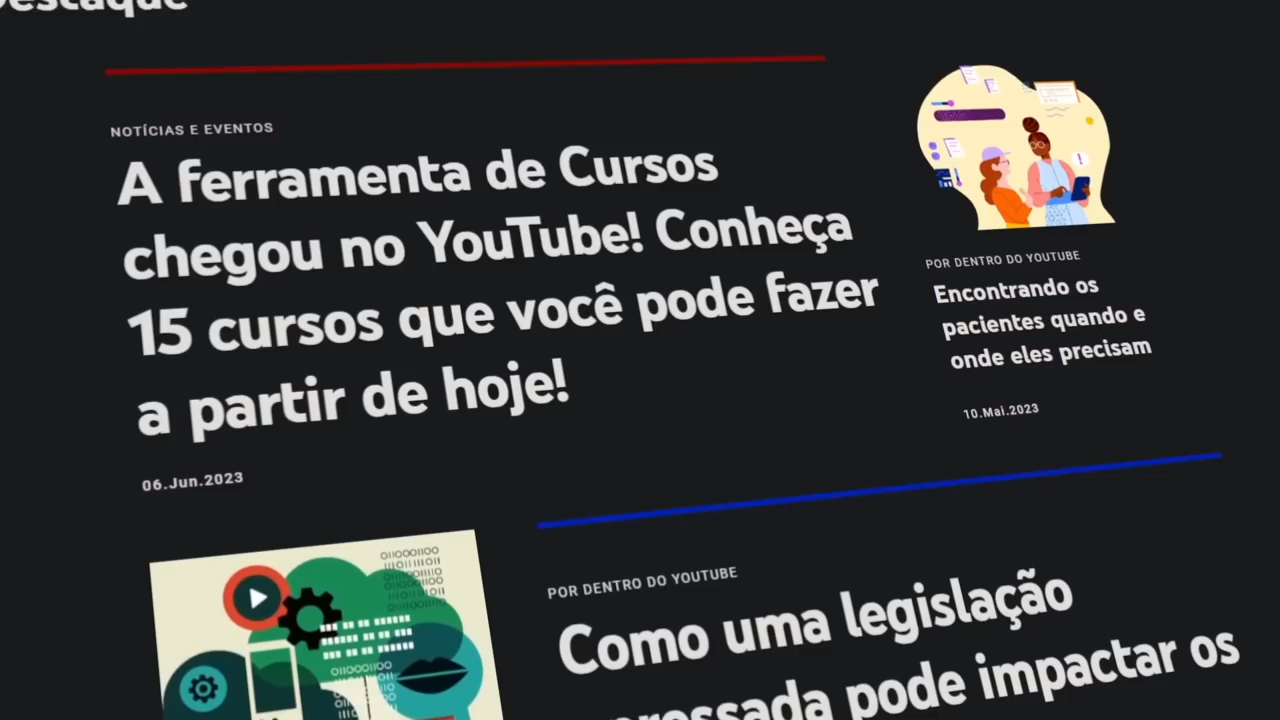 Destaque
NOTÍCIAS E EVENTOS
A ferramenta de Cursos
chegou no YouTube! Conheça
15 cursos que você pode fazer
a partir de hoje!
06.Jun.2023
POR DENTRO DO YOUTUBE
Encontrando os
pacientes quando e
onde eles precisam
10.Mai.2023
POR DENTRO DO YOUTUBE
Como uma legislação
pode impactar os